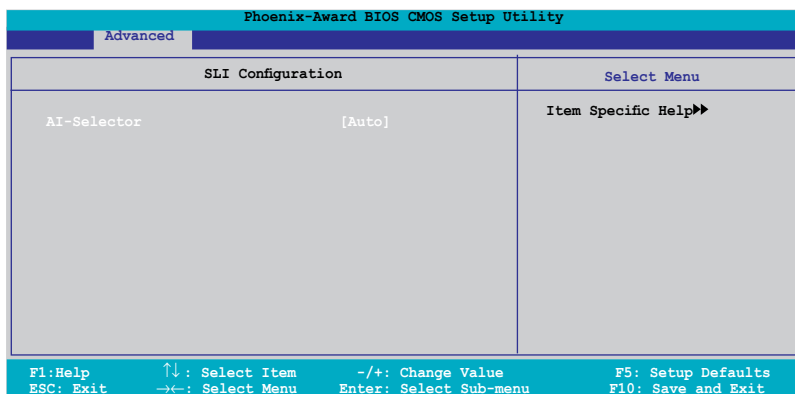 Phoenix-Award BIOS CMOS Setup Utility
Advanced
SLI Configuration
Select Menu
AI-Selector [Auto]
Item Specific Help▶▶
F1:Help ↑↓: Select Item -/+: Change Value F5: Setup Defaults
ESC: Exit →←: Select Menu Enter: Select Sub-menu F10: Save and Exit